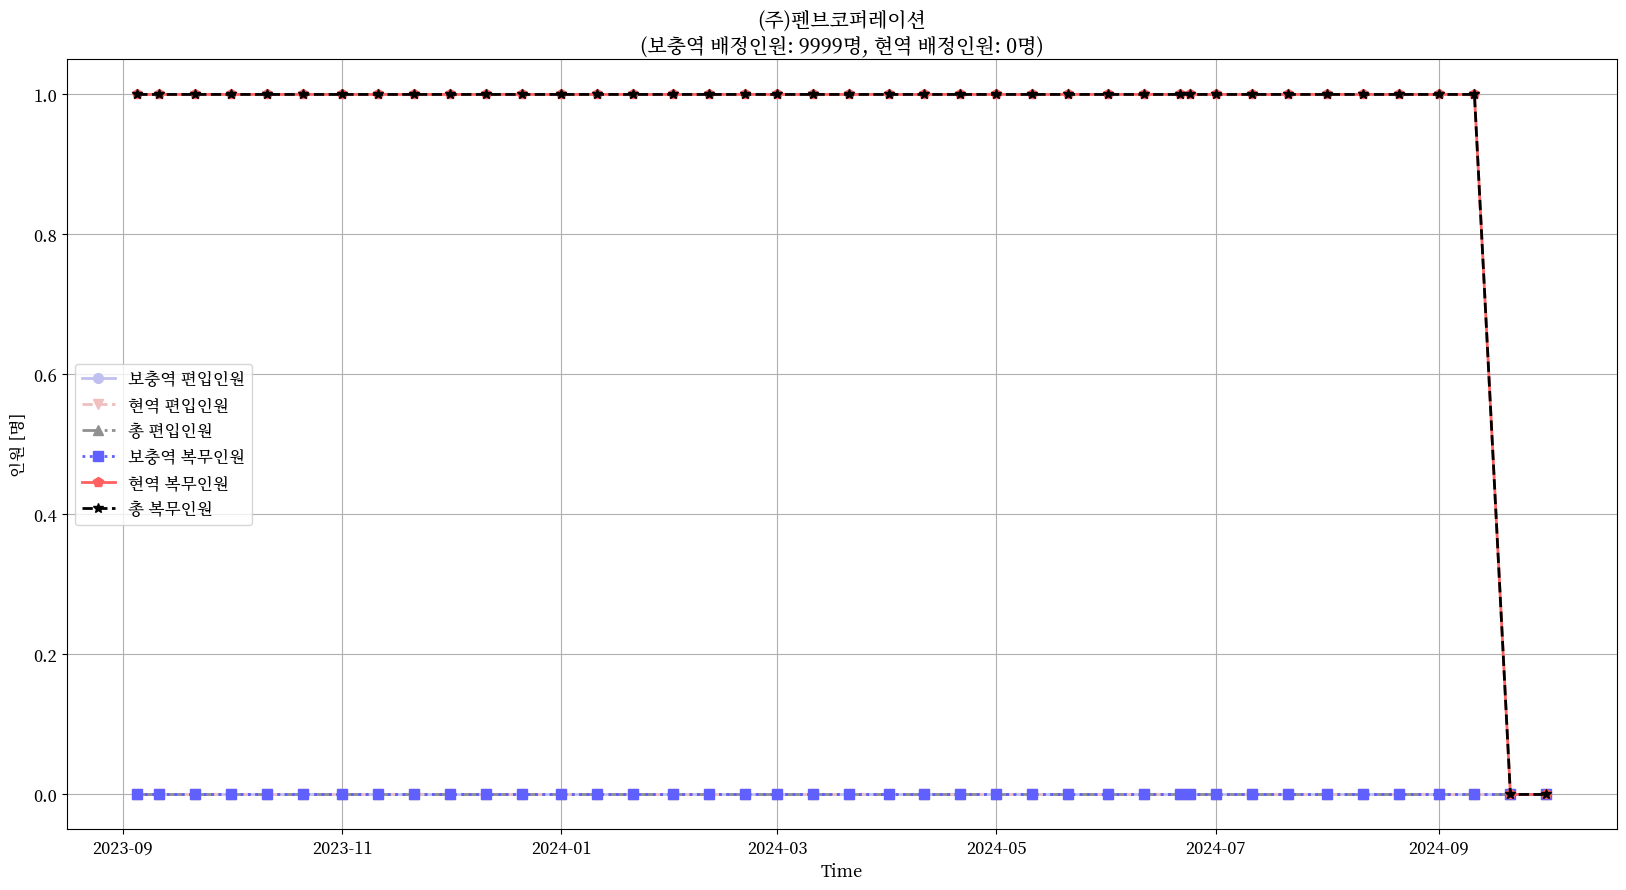 (주)펜브코퍼레이션
(보충역 배정인원: 9999명, 현역 배정인원: 0명)
인원 [명]
1.0
0.8
0.6
0.4
0.2
0.0
보충역 편입인원
현역 편입인원
총 편입인원
보충역 복무인원
현역 복무인원
총 복무인원
2023-09
2023-11
2024-01
2024-03
2024-05
2024-07
2024-09
Time